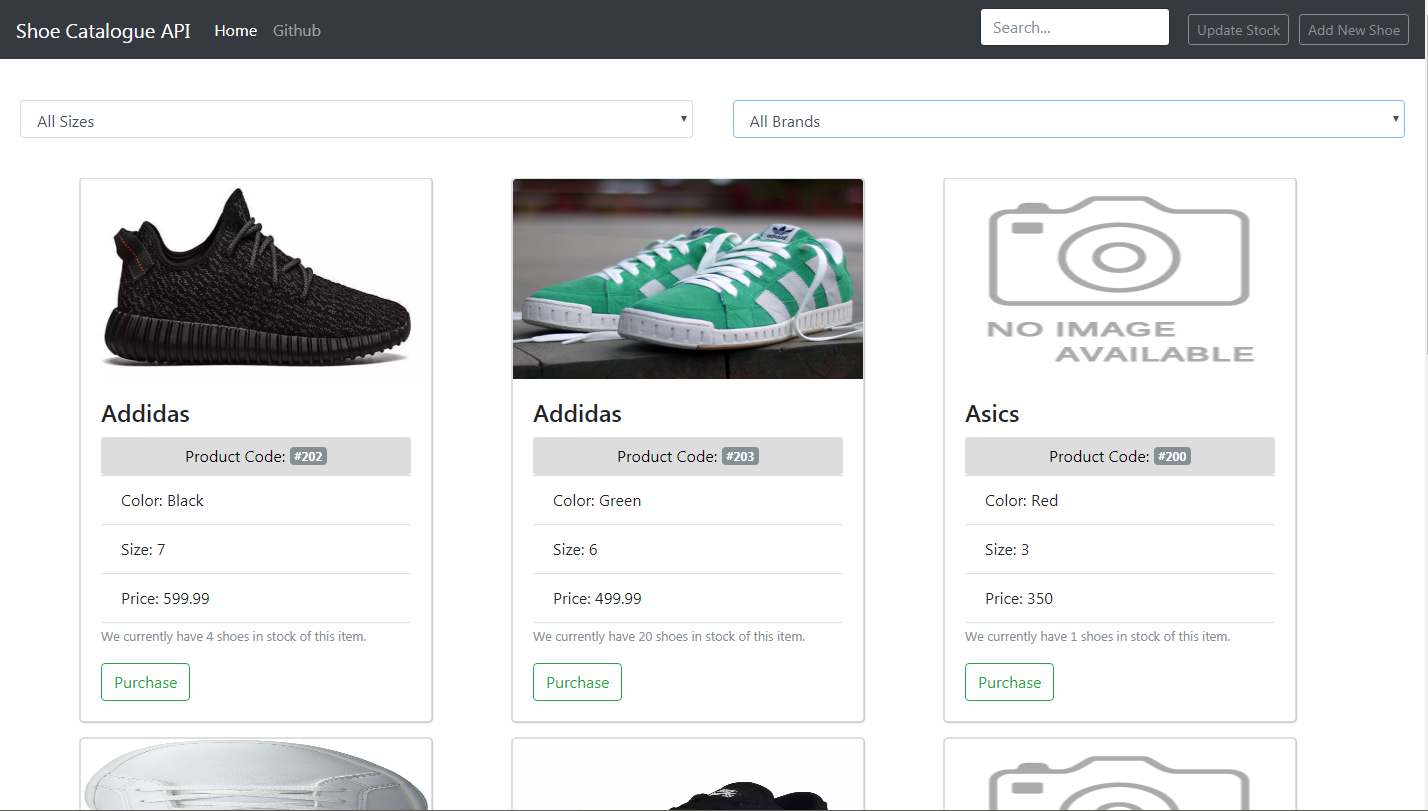 Shoe Catalogue API Home Github Search... Update Stock Add New Shoe
All Sizes All Brands
NO IMAGE
AVAILABLE
Addidas
Product Code: #202
Color: Black
Size: 7
Price: 599.99
We currently have 4 shoes in stock of this item.
Purchase
adidas
Addidas
Product Code: #203
Color: Green
Size: 6
Price: 499.99
We currently have 20 shoes in stock of this item.
Purchase
Asics
Product Code: #200
Color: Red
Size: 3
Price: 350
We currently have 1 shoes in stock of this item.
Purchase